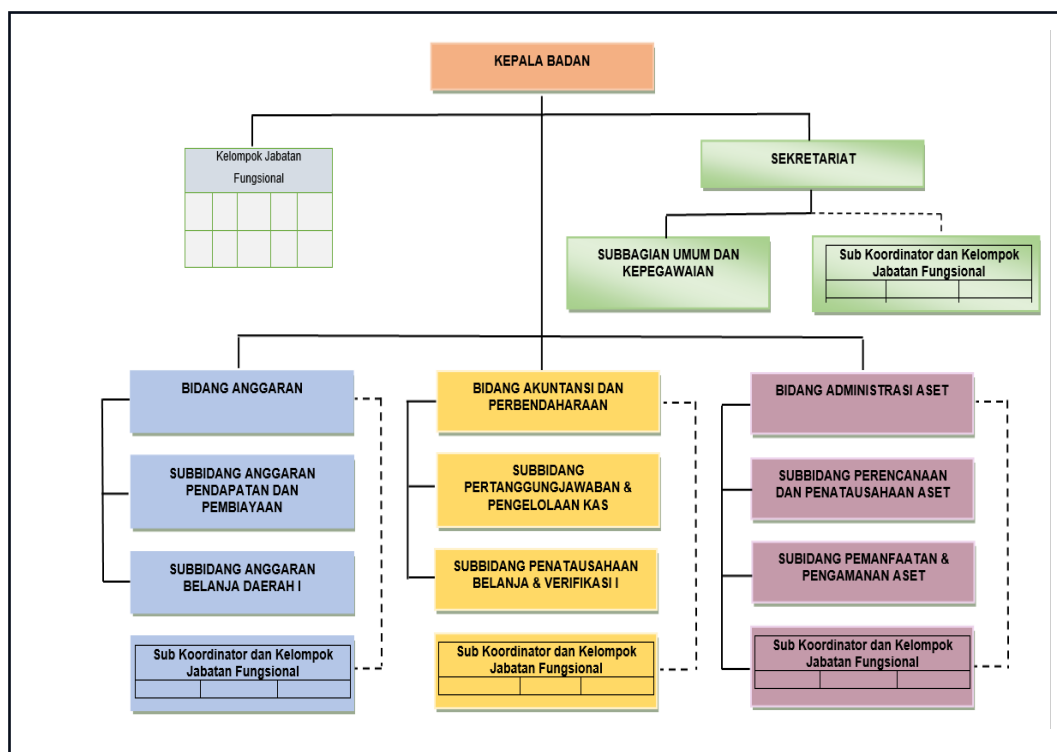 KEPALA BADAN
Kelompok Jabatan
Fungsional
SEKRETARIAT
SUBBAGIAN UMUM DAN
KEPEGAWAIAN
Sub Koordinator dan Kelompok
Jabatan Fungsional
BIDANG ANGGARAN
SUBBIDANG ANGGARAN
PENDAPATAN DAN
PEMBIAYAAN
SUBBIDANG ANGGARAN
BELANJA DAERAH I
Sub Koordinator dan Kelompok
Jabatan Fungsional
BIDANG AKUNTANSI DAN
PERBENDAHARAAN
SUBBIDANG
PERTANGGUNGJAWABAN &
PENGELOLAAN KAS
SUBBIDANG PENATAUSAHAAN
BELANJA & VERIFIKASI I
Sub Koordinator dan Kelompok
Jabatan Fungsional
BIDANG ADMINISTRASI ASET
SUBBIDANG PERENCANAAN
DAN PENATAUSAHAAN ASET
SUBIDANG PEMANFAATAN &
PENGAMANAN ASET
Sub Koordinator dan Kelompok
Jabatan Fungsional